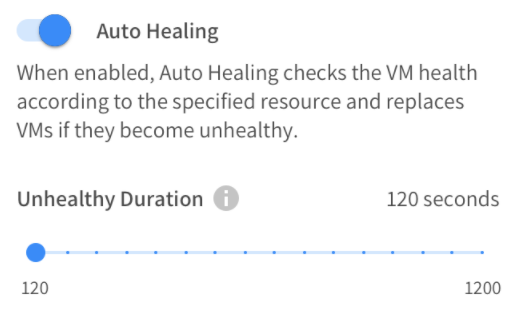 Auto Healing
When enabled, Auto Healing checks the VM health
according to the specified resource and replaces
VMs if they become unhealthy.
Unhealthy Duration i 120 seconds
120 1200